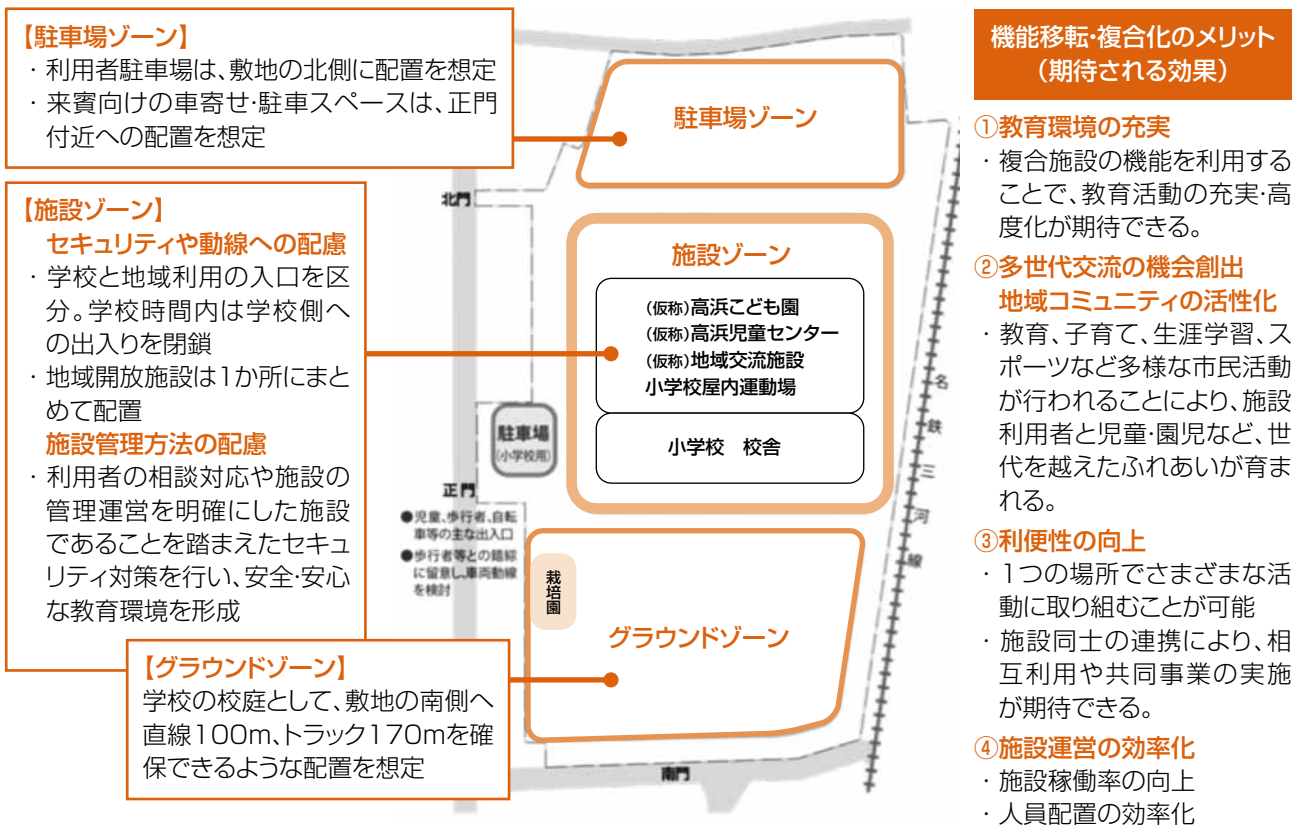 【駐車場ゾーン】
・利用者駐車場は、敷地の北側に配置を想定
・来賓向けの車寄せ・駐車スペースは、正門
付近への配置を想定
【施設ゾーン】
セキュリティや動線への配慮
・学校と地域利用の入口を区
分。学校時間内は学校側へ
の出入りを閉鎖
・地域開放施設は1か所にまと
めて配置
施設管理方法の配慮
・利用者の相談対応や施設の
管理運営を明確にした施設
であることを踏まえたセキュ
リティ対策を行い、安全・安心
な教育環境を形成
【グラウンドゾーン】
学校の校庭として、敷地の南側へ
直線100m、トラック170mを確
保できるような配置を想定
駐車場ゾーン
北門
施設ゾーン
(仮称)高浜こども園
(仮称)高浜児童センター
(仮称)地域交流施設
小学校屋内運動場
小学校 校舎
駐車場
(小学校用)
正門
●児童、歩行者、自転
車等の主な出入口
●歩行者等との錯綜
に留意し、車両動線
を検討
栽培園
グラウンドゾーン
南門
名鉄三河線
機能移転・複合化のメリット
(期待される効果)
①教育環境の充実
・複合施設の機能を利用する
ことで、教育活動の充実・高
度化が期待できる。
②多世代交流の機会創出
地域コミュニティの活性化
・教育、子育て、生涯学習、ス
ポーツなど多様な市民活動
が行われることにより、施設
利用者と児童・園児など、世
代を越えたふれあいが育ま
れる。
③利便性の向上
・1つの場所でさまざまな活
動に取り組むことが可能
・施設同士の連携により、相
互利用や共同事業の実施
が期待できる。
④施設運営の効率化
・施設稼働率の向上
・人員配置の効率化